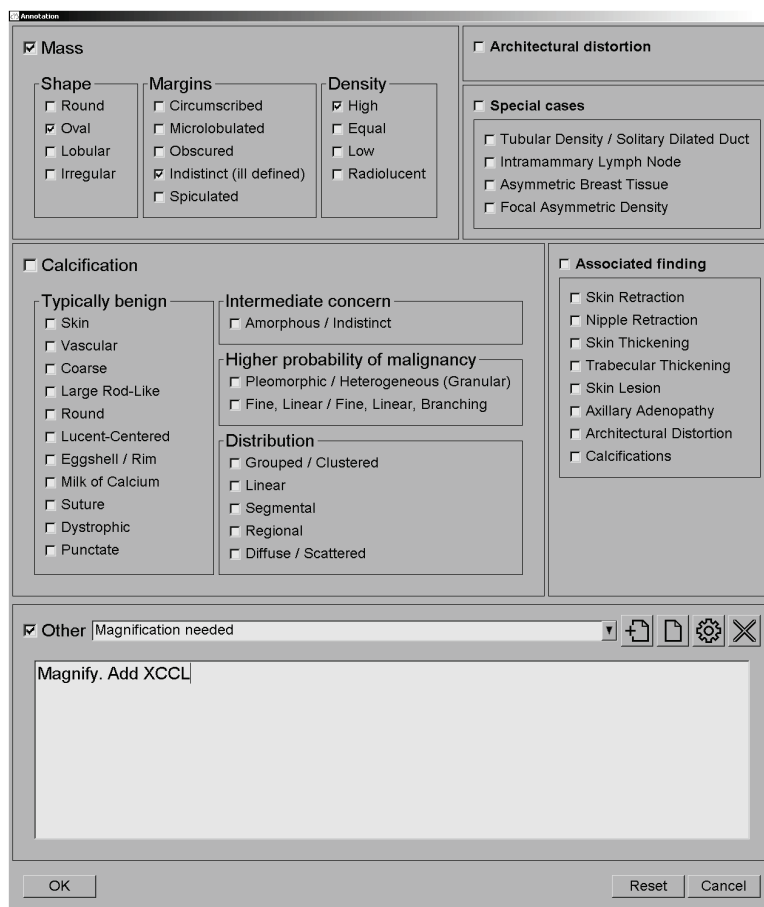 Annotation
Mass
Shape
Round
Oval
Lobular
Irregular
Margins
Circumscribed
Microlobulated
Obscured
Indistinct (ill defined)
Spiculated
Density
High
Equal
Low
Radiolucent
Architectural distortion
Special cases
Tubular Density / Solitary Dilated Duct
Intramammary Lymph Node
Asymmetric Breast Tissue
Focal Asymmetric Density
Calcification
Typically benign
Skin
Vascular
Coarse
Large Rod-Like
Round
Lucent-Centered
Eggshell / Rim
Milk of Calcium
Suture
Dystrophic
Punctate
Intermediate concern
Amorphous / Indistinct
Higher probability of malignancy
Pleomorphic / Heterogeneous (Granular)
Fine, Linear / Fine, Linear, Branching
Distribution
Grouped / Clustered
Linear
Segmental
Regional
Diffuse / Scattered
Associated finding
Skin Retraction
Nipple Retraction
Skin Thickening
Trabecular Thickening
Skin Lesion
Axillary Adenopathy
Architectural Distortion
Calcifications
Other Magnification needed
Magnify. Add XCCL
OK
Reset
Cancel